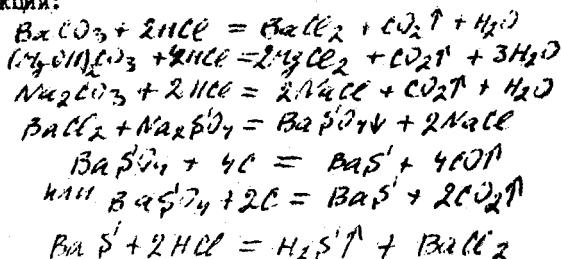 кции:
BaCO3 + 2HCl = BaCl2 + CO2↑ + H2O
(MgOH)2CO3 + 4HCl = 2MgCl2 + CO2↑ + 3H2O
Na2CO3 + 2HCl = 2NaCl + CO2↑ + H2O
BaCl2 + Na2SO4 = BaSO4↓ + 2NaCl
BaSO4 + 4C = BaS + 4CO↑
или BaSO4 + 2C = BaS + 2CO2↑
BaS + 2HCl = H2S↑ + BaCl2